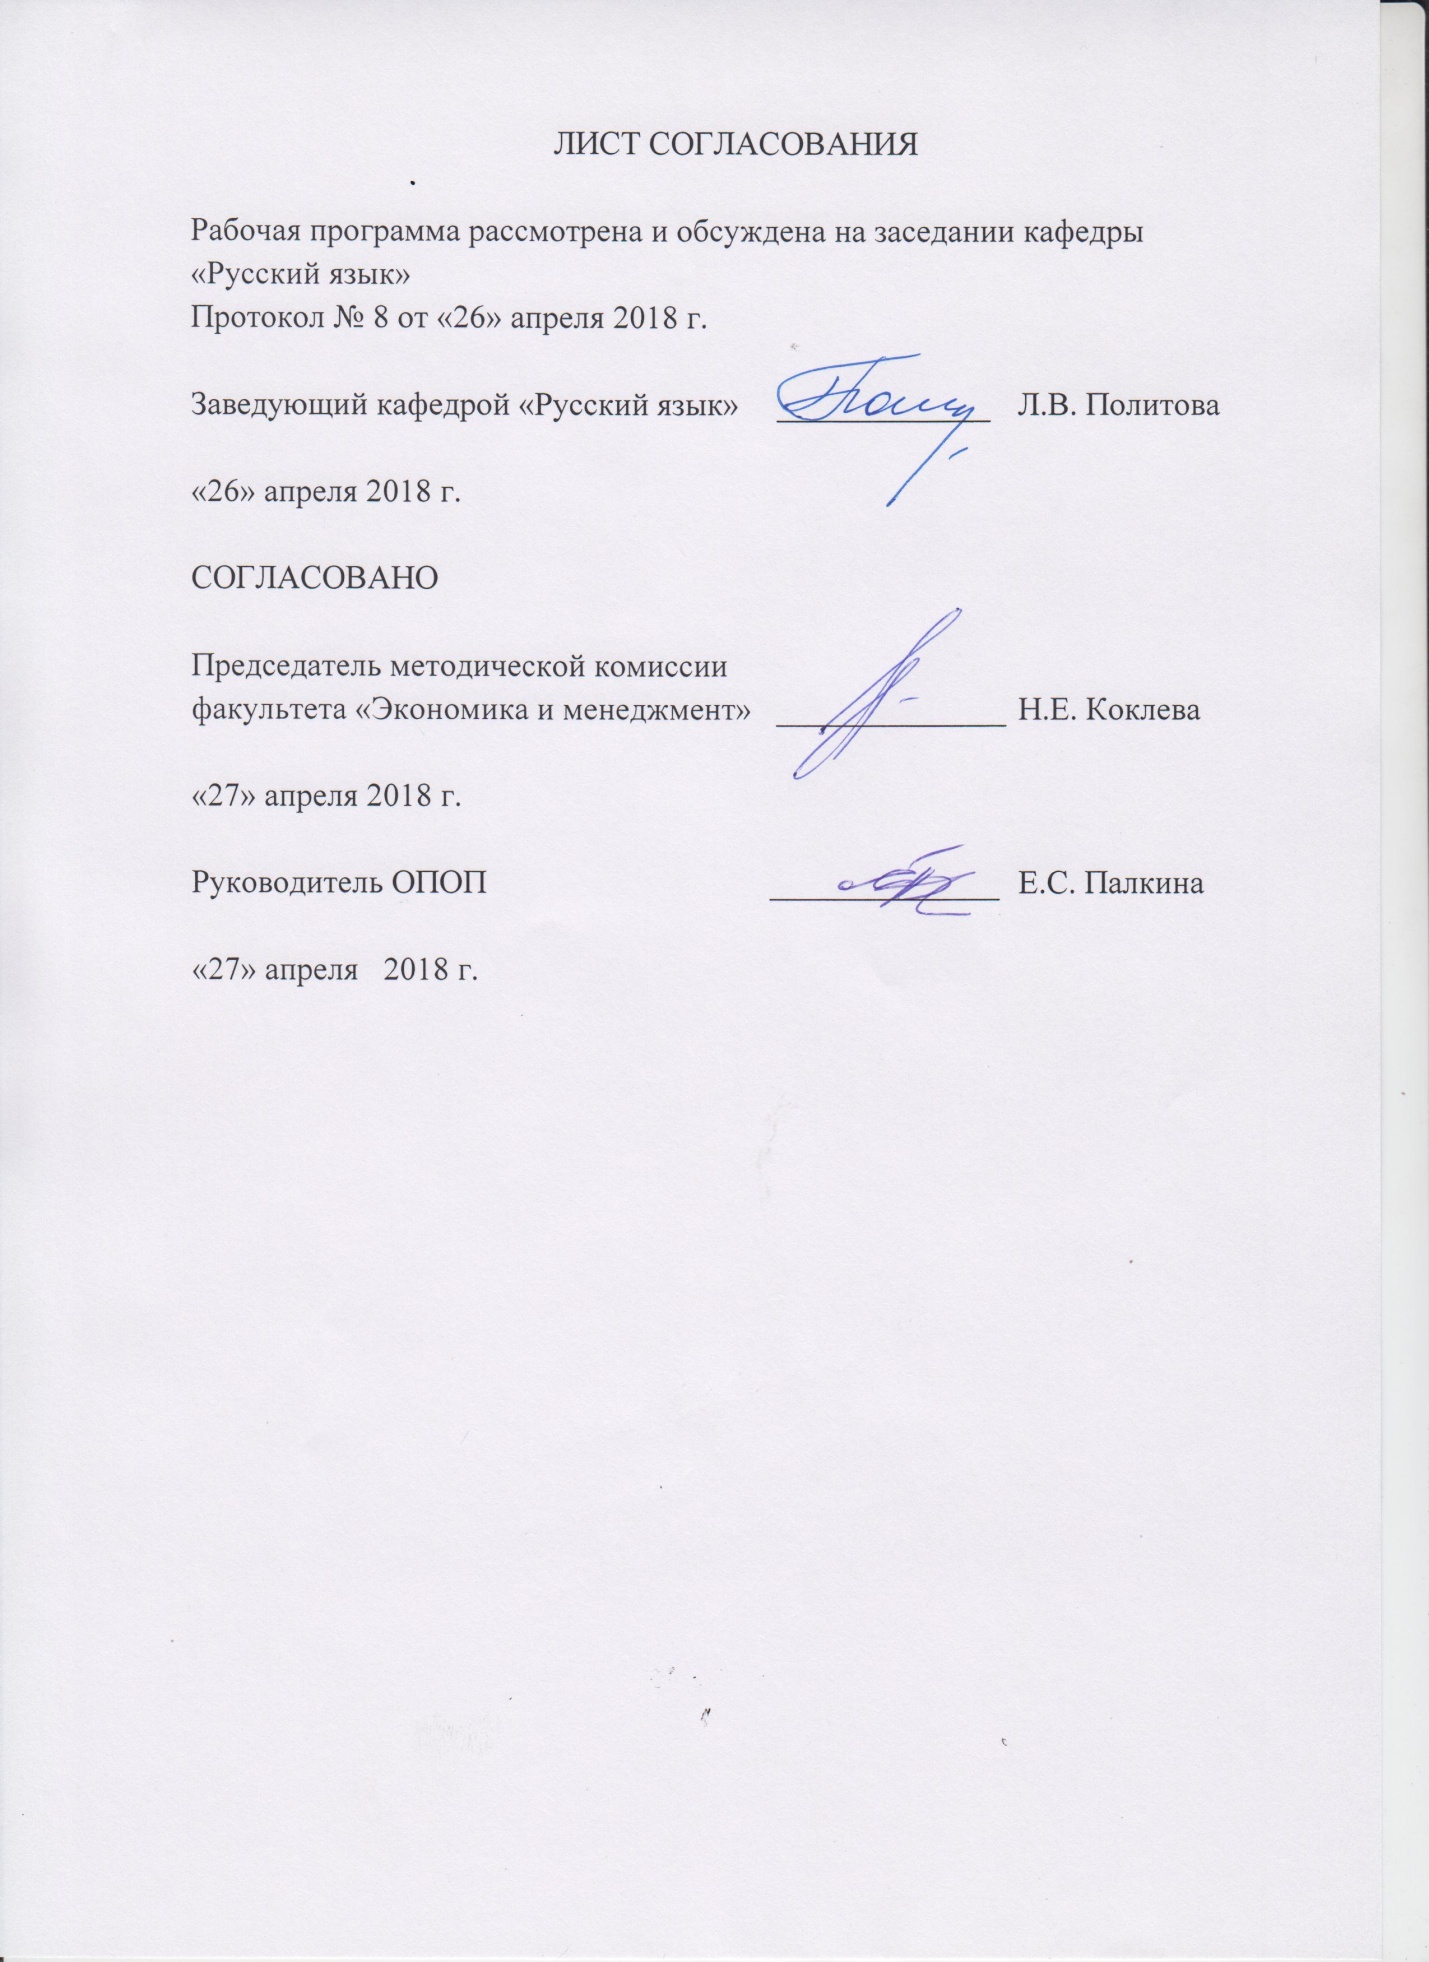 ЛИСТ СОГЛАСОВАНИЯ
Рабочая программа рассмотрена и обсуждена на заседании кафедры
«Русский язык»
Протокол № 8 от «26» апреля 2018 г.
Заведующий кафедрой «Русский язык» Л.В. Политова
«26» апреля 2018 г.
СОГЛАСОВАНО
Председатель методической комиссии
факультета «Экономика и менеджмент» Н.Е. Коклева
«27» апреля 2018 г.
Руководитель ОПОП Е.С. Палкина
«27» апреля 2018 г.